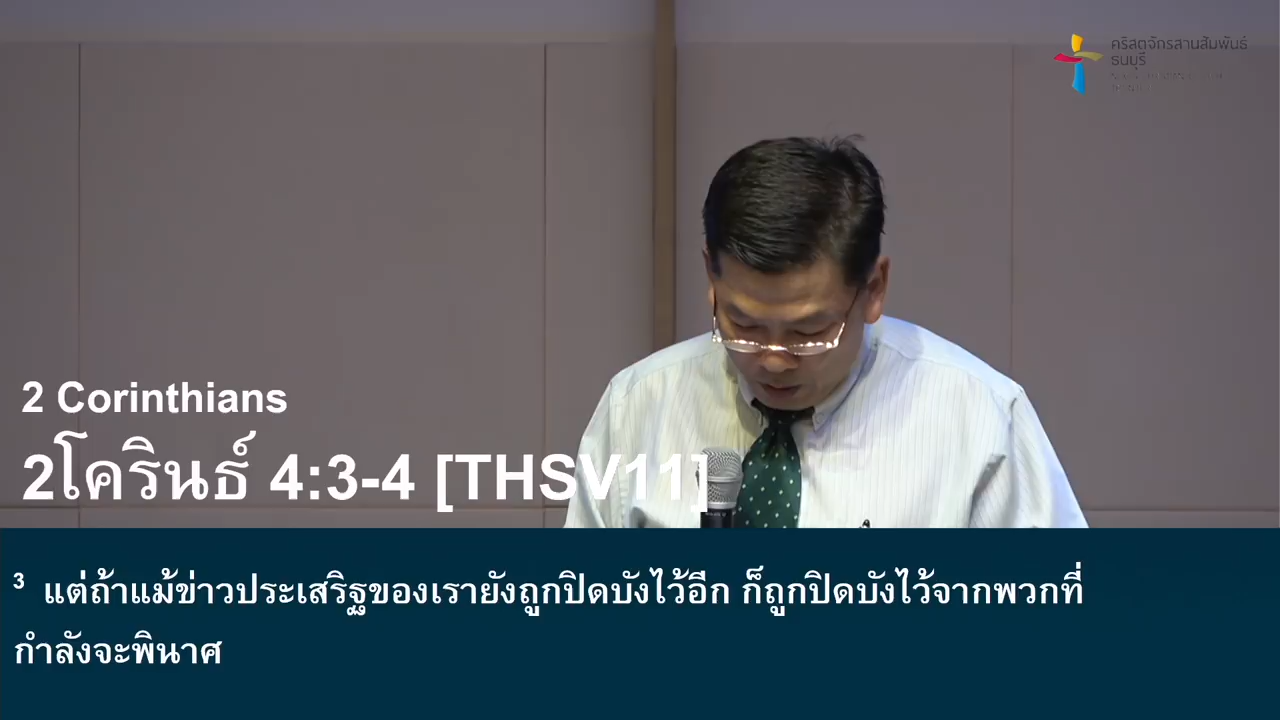 คริสตจักรสานสัมพันธ์
ธนบุรี
2 Corinthians
2โครินธ์ 4:3-4 [THSV11]
3 แต่ถ้าแม้ข่าวประเสริฐของเรายังถูกปิดบังไว้อีก ก็ถูกปิดบังไว้จากพวกที่
กำลังจะพินาศ